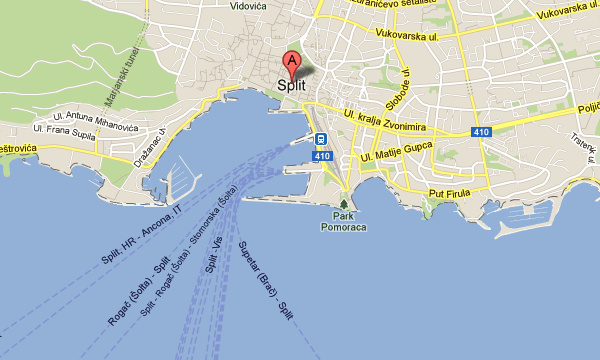 Vidovića
Žuraničevo šetalište
Vukovarska ul.
Vukovarska ul.
Marjanski tunel
A
Split
Slobode ul.
Ul. Antuna Mihanovića
Ul. Frana Supila
Dražanac ul.
Ul. kralja Zvonimira
Poljič
410
410
Ul. Matije Gupca
Trstenik ul.
eštrovića
Put Firula
Park
Pomoraca
Split, HR - Ancona, IT
Rogač (Šolta) - Split
Split - Rogač (Šolta) - Stomorska (Šolta)
Split -Vis
Supetar (Brač) - Split